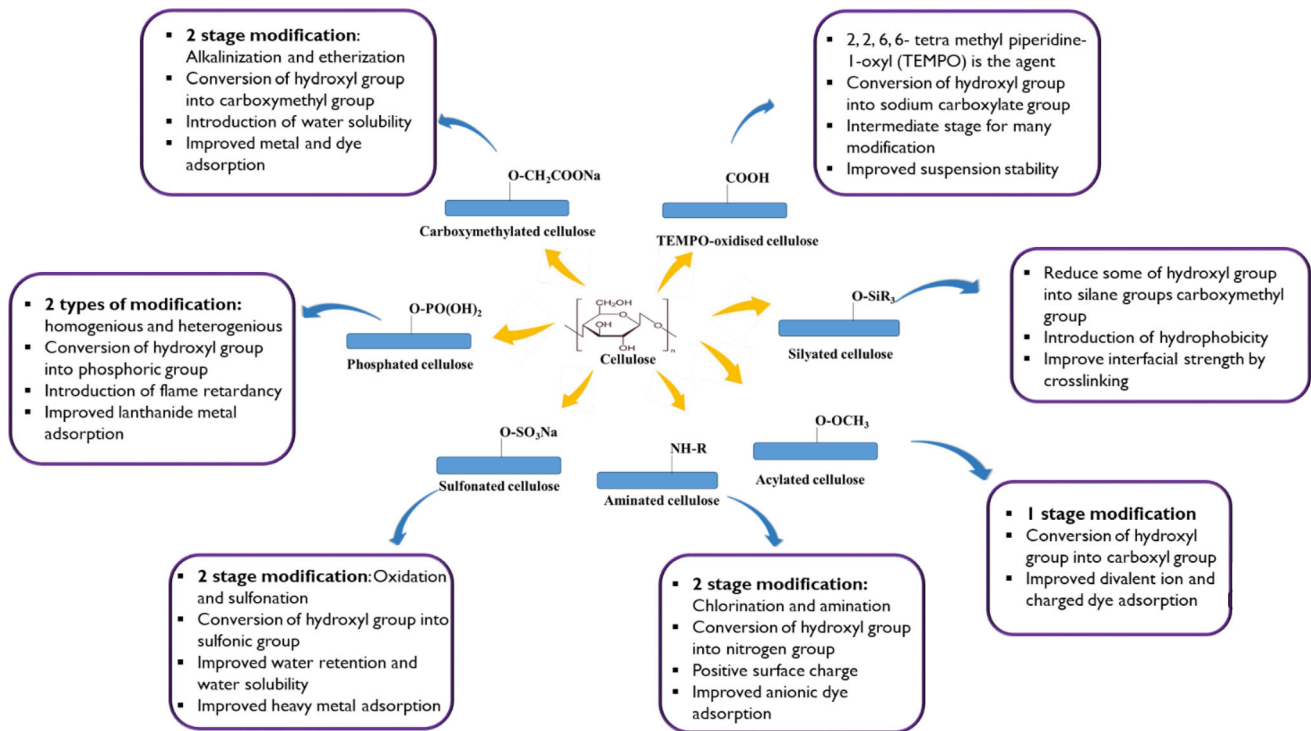 ▪ 2 stage modification:
Alkalinization and etherization
▪ Conversion of hydroxyl group
into carboxymethyl group
▪ Introduction of water solubility
▪ Improved metal and dye
adsorption
▪ 2, 2, 6, 6- tetra methyl piperidine-
1-oxyl (TEMPO) is the agent
▪ Conversion of hydroxyl group
into sodium carboxylate group
▪ Intermediate stage for many
modification
▪ Improved suspension stability
O-CH₂COONa
Carboxymethylated cellulose
COOH
TEMPO-oxidised cellulose
▪ 2 types of modification:
homogenious and heterogenious
▪ Conversion of hydroxyl group
into phosphoric group
▪ Introduction of flame retardancy
▪ Improved lanthanide metal
adsorption
O-PO(OH)₂
Phosphated cellulose
CH₂OH
O
OH
O
OH
n
Cellulose
O-SiR₃
Silyated cellulose
▪ Reduce some of hydroxyl group
into silane groups carboxymethyl
group
▪ Introduction of hydrophobicity
▪ Improve interfacial strength by
crosslinking
O-SO₃Na
Sulfonated cellulose
NH-R
Aminated cellulose
O-OCH₃
Acylated cellulose
▪ 2 stage modification: Oxidation
and sulfonation
▪ Conversion of hydroxyl group into
sulfonic group
▪ Improved water retention and
water solubility
▪ Improved heavy metal adsorption
▪ 2 stage modification:
Chlorination and amination
▪ Conversion of hydroxyl group
into nitrogen group
▪ Positive surface charge
▪ Improved anionic dye
adsorption
▪ 1 stage modification
▪ Conversion of hydroxyl
group into carboxyl group
▪ Improved divalent ion and
charged dye adsorption